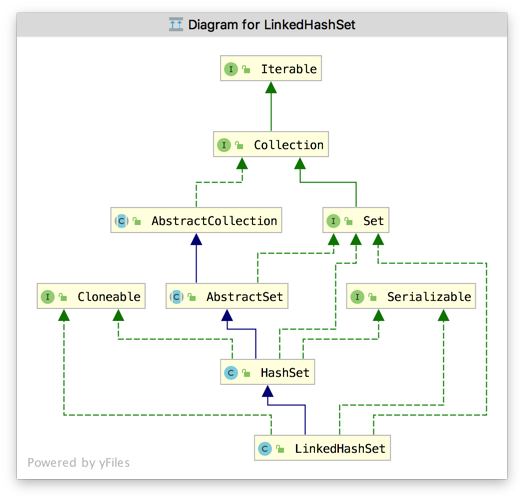 Diagram for LinkedHashSet
I Iterable
I Collection
C AbstractCollection
I Set
I Cloneable
C AbstractSet
I Serializable
C HashSet
C LinkedHashSet
Powered by yFiles